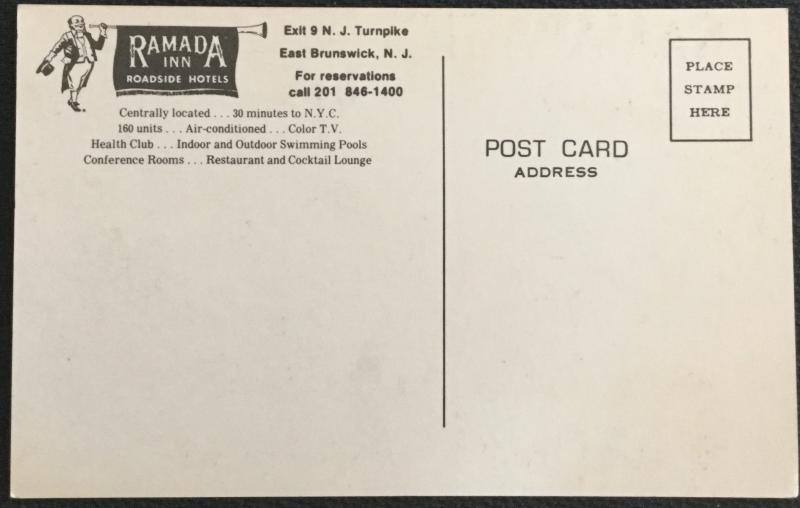 RAMADA
INN
ROADSIDE HOTELS
Exit 9 N. J. Turnpike
East Brunswick, N. J.
For reservations
call 201 846-1400
Centrally located . . . 30 minutes to N.Y.C.
160 units . . . Air-conditioned . . . Color T.V.
Health Club . . . Indoor and Outdoor Swimming Pools
Conference Rooms . . . Restaurant and Cocktail Lounge
POST CARD
ADDRESS
PLACE
STAMP
HERE